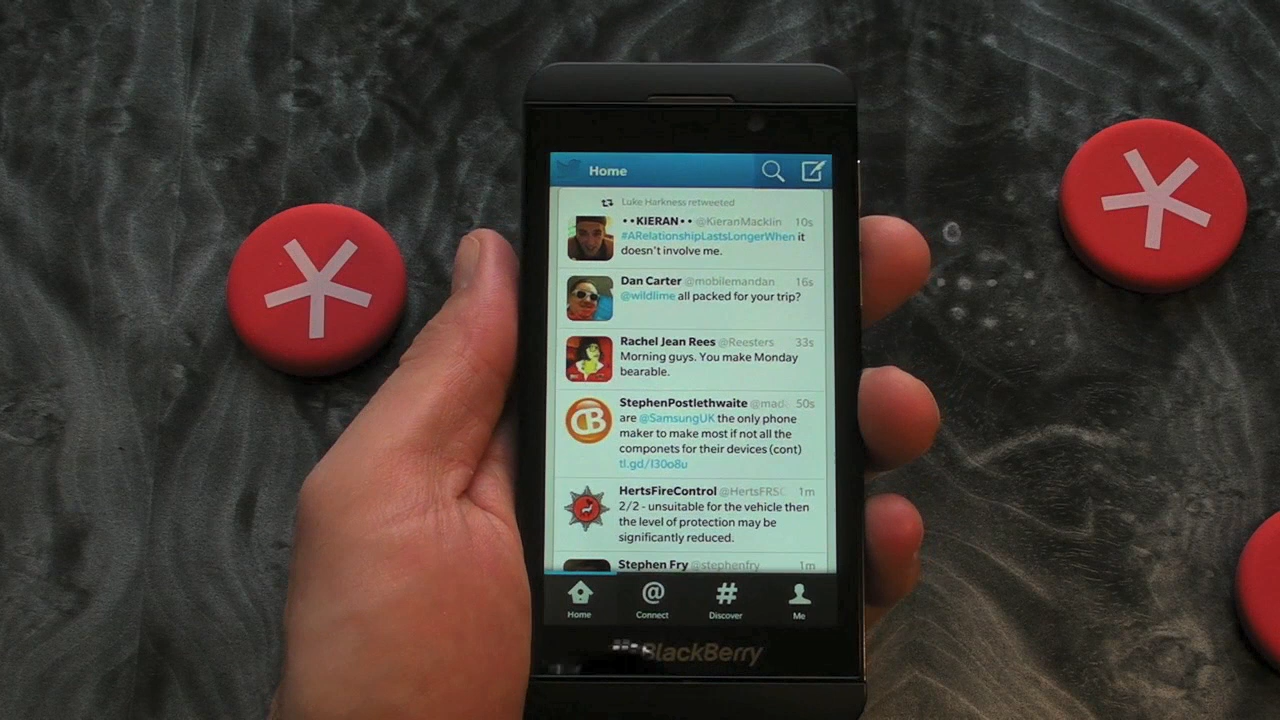 Home
Luke Harkness retweeted
••KIERAN•• @KieranMacklin 10s
#ARelationshipLastsLongerWhen it
doesn't involve me.
Dan Carter @mobilemandan 16s
@wildlime all packed for your trip?
Rachel Jean Rees @Reesters 33s
Morning guys. You make Monday
bearable.
StephenPostlethwaite @mad 50s
are @SamsungUK the only phone
maker to make most if not all the
componets for their devices (cont)
tl.gd/l30o8u
CB
HertsFireControl @HertsFRSC 1m
2/2 - unsuitable for the vehicle then
the level of protection may be
significantly reduced.
Stephen Fry @stephenfry 1m
Home @ Connect # Discover Me
BlackBerry